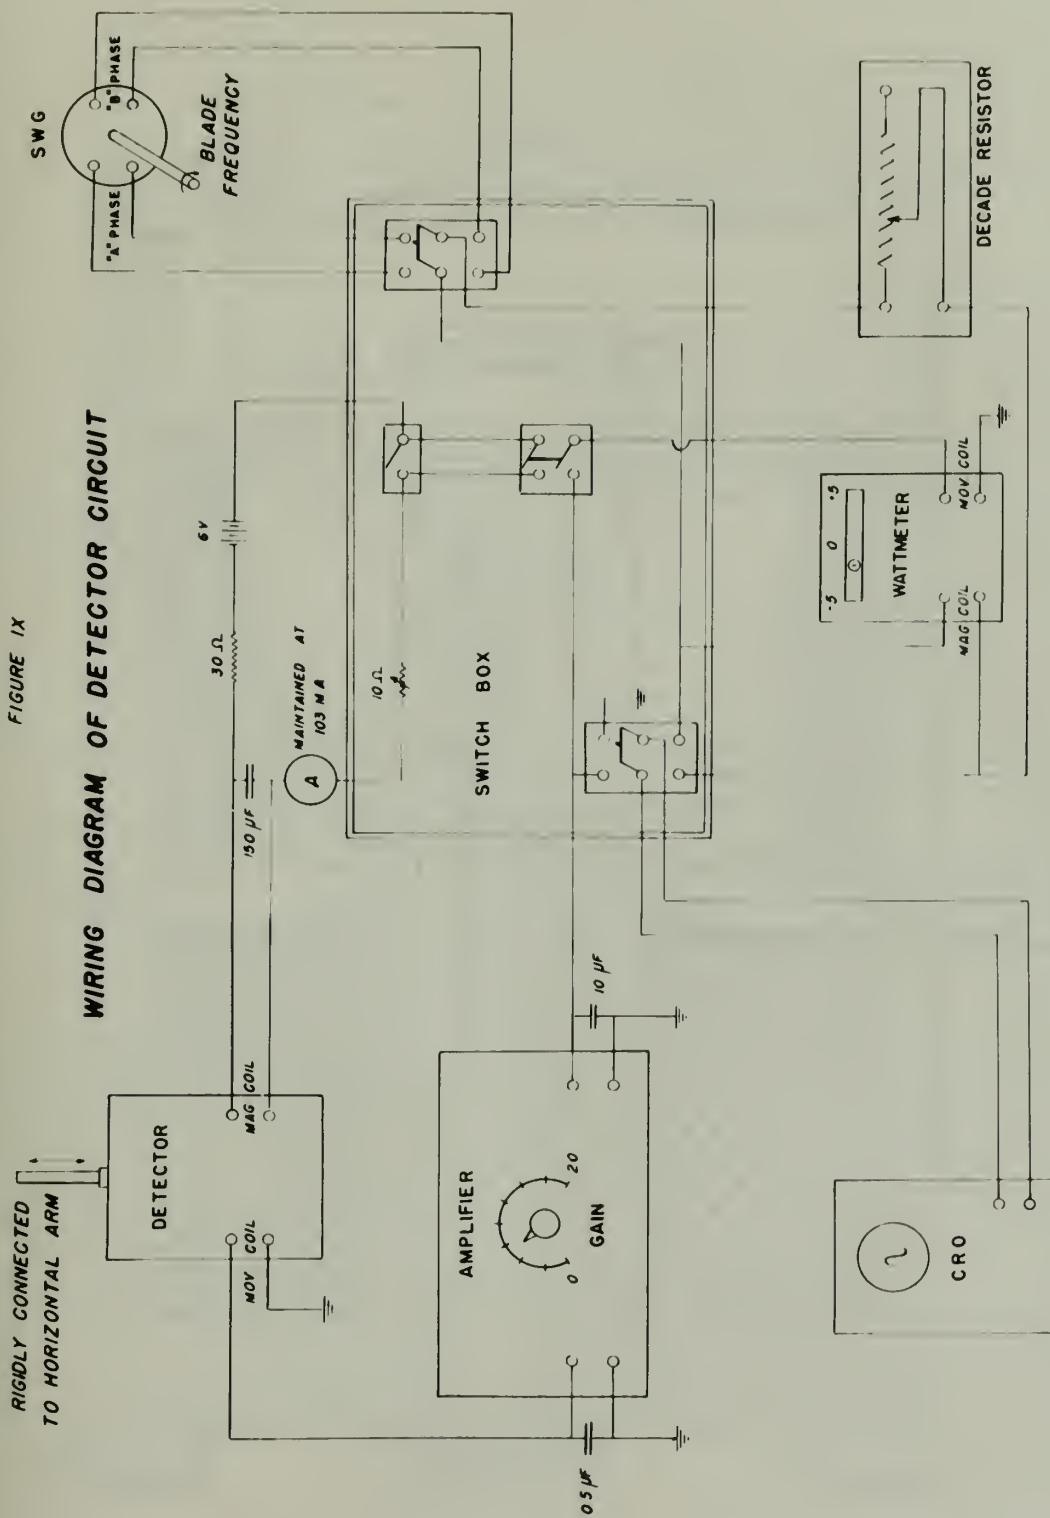 FIGURE IX
WIRING DIAGRAM OF DETECTOR CIRCUIT
RIGIDLY CONNECTED
TO HORIZONTAL ARM
DETECTOR
MOV COIL
MAG COIL
150 µF
30 Ω
6V
MAINTAINED AT
103 MA
A
10 Ω
SWITCH BOX
SWG
"A" PHASE
"B" PHASE
BLADE
FREQUENCY
AMPLIFIER
0
20
GAIN
05 µF
10 µF
CRO
-.5
0
.5
WATTMETER
MAG COIL
MOV COIL
DECADE RESISTOR